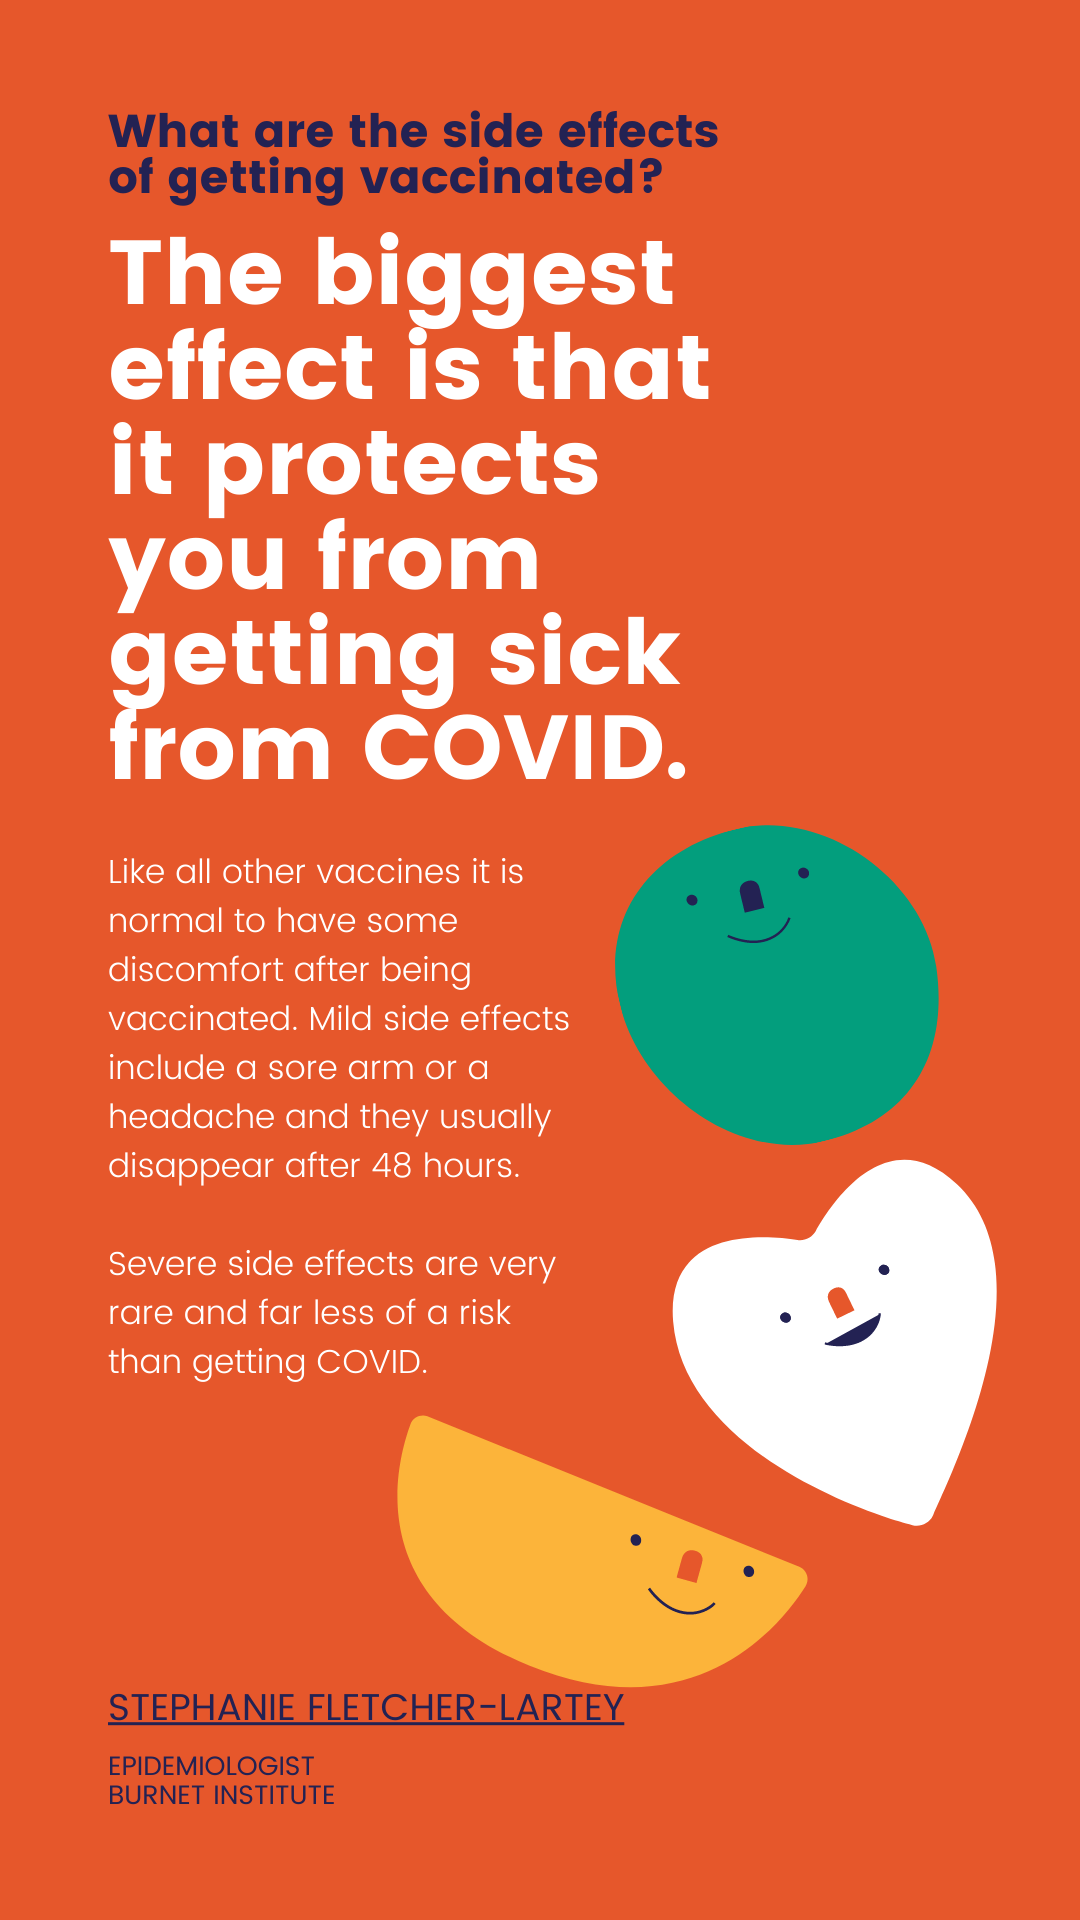 What are the side effects
of getting vaccinated?
The biggest
effect is that
it protects
you from
getting sick
from COVID.
Like all other vaccines it is
normal to have some
discomfort after being
vaccinated. Mild side effects
include a sore arm or a
headache and they usually
disappear after 48 hours.
Severe side effects are very
rare and far less of a risk
than getting COVID.
STEPHANIE FLETCHER-LARTEY
EPIDEMIOLOGIST
BURNET INSTITUTE